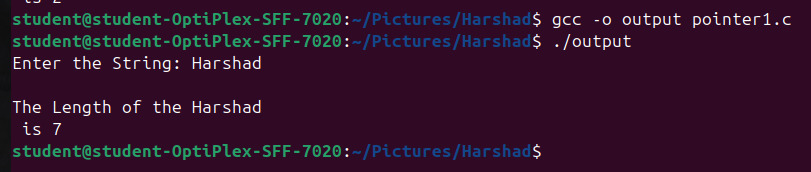 is 2
student@student-OptiPlex-SFF-7020:~/Pictures/Harshad$ gcc -o output pointer1.c
student@student-OptiPlex-SFF-7020:~/Pictures/Harshad$ ./output
Enter the String: Harshad
The Length of the Harshad
 is 7
student@student-OptiPlex-SFF-7020:~/Pictures/Harshad$